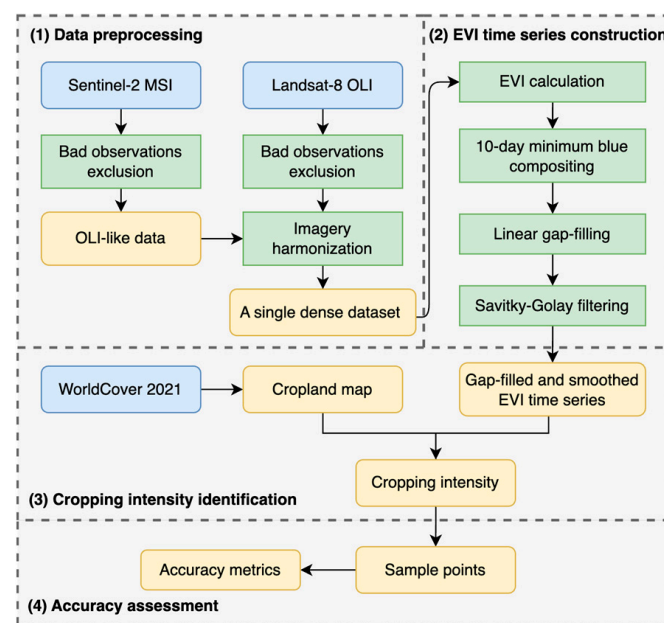 (1) Data preprocessing
Sentinel-2 MSI
Landsat-8 OLI
Bad observations
exclusion
Bad observations
exclusion
OLI-like data
Imagery
harmonization
A single dense dataset
(2) EVI time series construction
EVI calculation
10-day minimum blue
compositing
Linear gap-filling
Savitky-Golay filtering
Gap-filled and smoothed
EVI time series
WorldCover 2021
Cropland map
Cropping intensity
(3) Cropping intensity identification
Accuracy metrics
Sample points
(4) Accuracy assessment